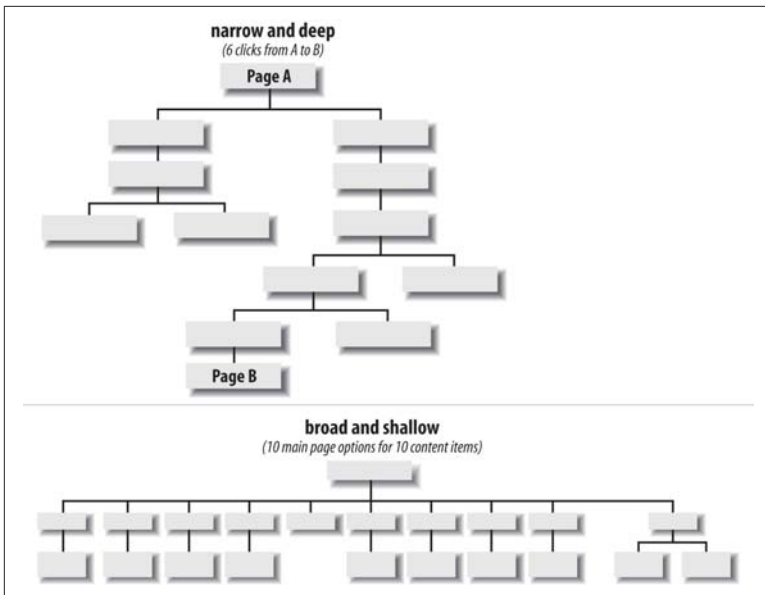 narrow and deep
(6 clicks from A to B)
Page A
Page B
broad and shallow
(10 main page options for 10 content items)